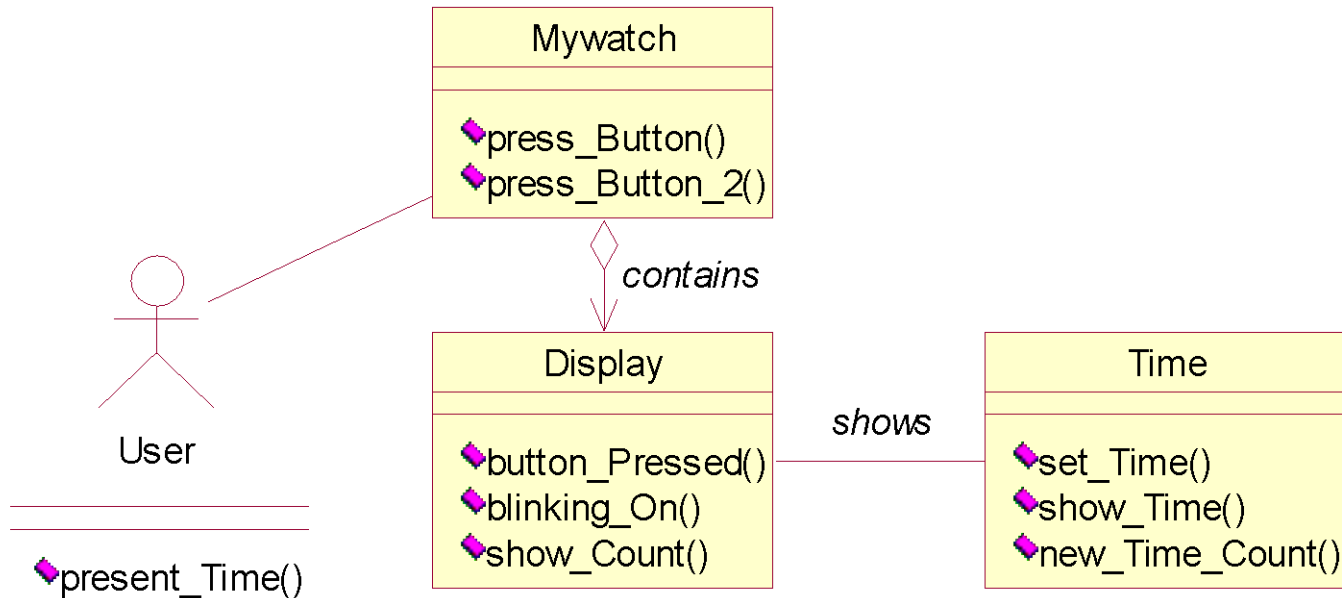 Mywatch
press_Button()
press_Button_2()
contains
User
present_Time()
Display
button_Pressed()
blinking_On()
show_Count()
shows
Time
set_Time()
show_Time()
new_Time_Count()